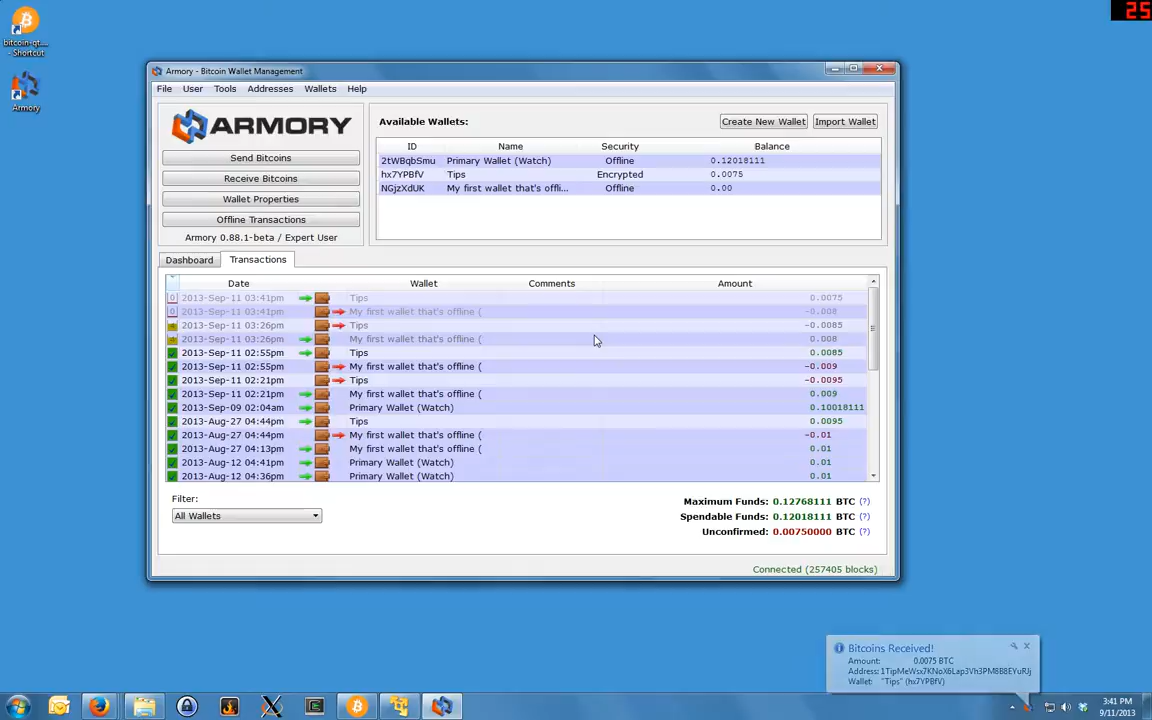 25
bitcoin-qt....
- Shortcut
Armory
Armory - Bitcoin Wallet Management
File User Tools Addresses Wallets Help
ARMORY
Send Bitcoins
Receive Bitcoins
Wallet Properties
Offline Transactions
Armory 0.88.1-beta / Expert User
Available Wallets:
Create New Wallet
Import Wallet
ID Name Security Balance
2tWBqbSmu Primary Wallet (Watch) Offline 0.12018111
hx7YPBfV Tips Encrypted 0.0075
NGjzXdUK My first wallet that's offli... Offline 0.00
Dashboard Transactions
Date Wallet Comments Amount
2013-Sep-11 03:41pm Tips 0.0075
2013-Sep-11 03:41pm My first wallet that's offline ( -0.008
2013-Sep-11 03:26pm Tips -0.0085
2013-Sep-11 03:26pm My first wallet that's offline ( 0.008
2013-Sep-11 02:55pm Tips 0.0085
2013-Sep-11 02:55pm My first wallet that's offline ( -0.009
2013-Sep-11 02:21pm Tips -0.0095
2013-Sep-11 02:21pm My first wallet that's offline ( 0.009
2013-Sep-09 02:04am Primary Wallet (Watch) 0.10018111
2013-Aug-27 04:44pm Tips 0.0095
2013-Aug-27 04:44pm My first wallet that's offline ( -0.01
2013-Aug-27 04:13pm My first wallet that's offline ( 0.01
2013-Aug-12 04:41pm Primary Wallet (Watch) 0.01
2013-Aug-12 04:36pm Primary Wallet (Watch) 0.01
Filter:
All Wallets
Maximum Funds: 0.12768111 BTC (?)
Spendable Funds: 0.12018111 BTC (?)
Unconfirmed: 0.00750000 BTC (?)
Connected (257405 blocks)
Bitcoins Received!
Amount: 0.0075 BTC
Address: 1TipMeWsx7KNoX6Lap3Vh3PM8B8EYuRJj
Wallet: "Tips" (hx7YPBfV)
3:41 PM
9/11/2013